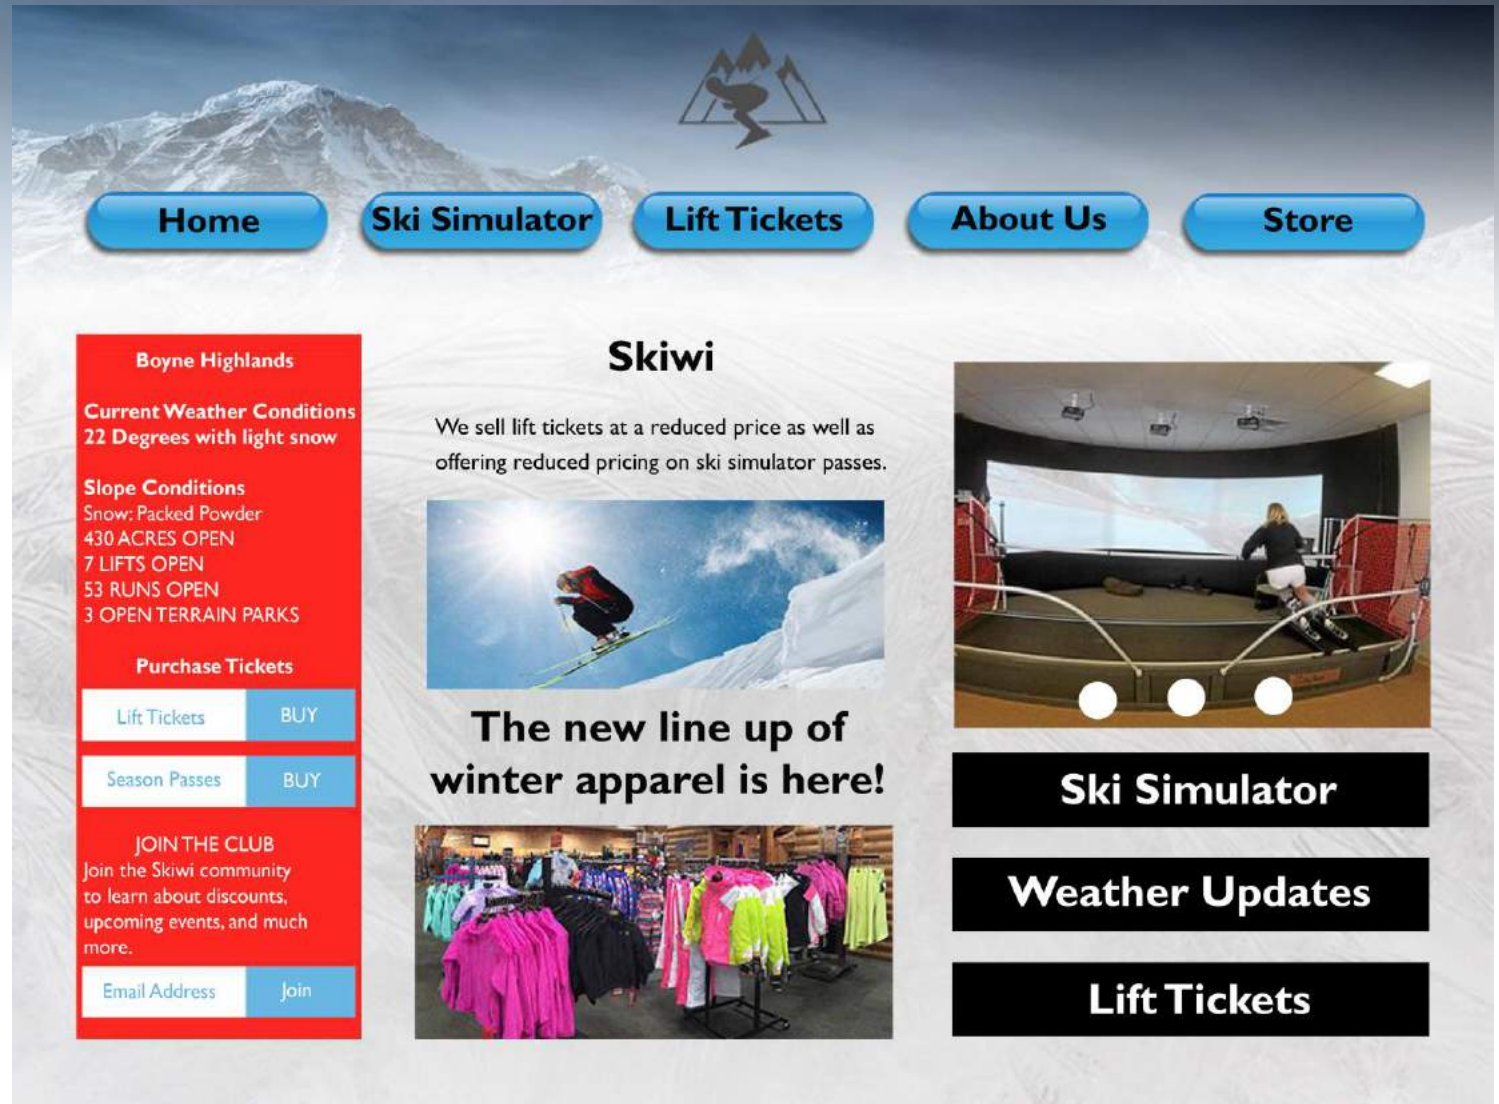 Home
Ski Simulator
Lift Tickets
About Us
Store
Boyne Highlands
Current Weather Conditions
22 Degrees with light snow
Slope Conditions
Snow: Packed Powder
430 ACRES OPEN
7 LIFTS OPEN
53 RUNS OPEN
3 OPEN TERRAIN PARKS
Purchase Tickets
Lift Tickets BUY
Season Passes BUY
JOIN THE CLUB
Join the Skiwi community
to learn about discounts,
upcoming events, and much
more.
Email Address Join
Skiwi
We sell lift tickets at a reduced price as well as
offering reduced pricing on ski simulator passes.
The new line up of
winter apparel is here!
Ski Simulator
Weather Updates
Lift Tickets